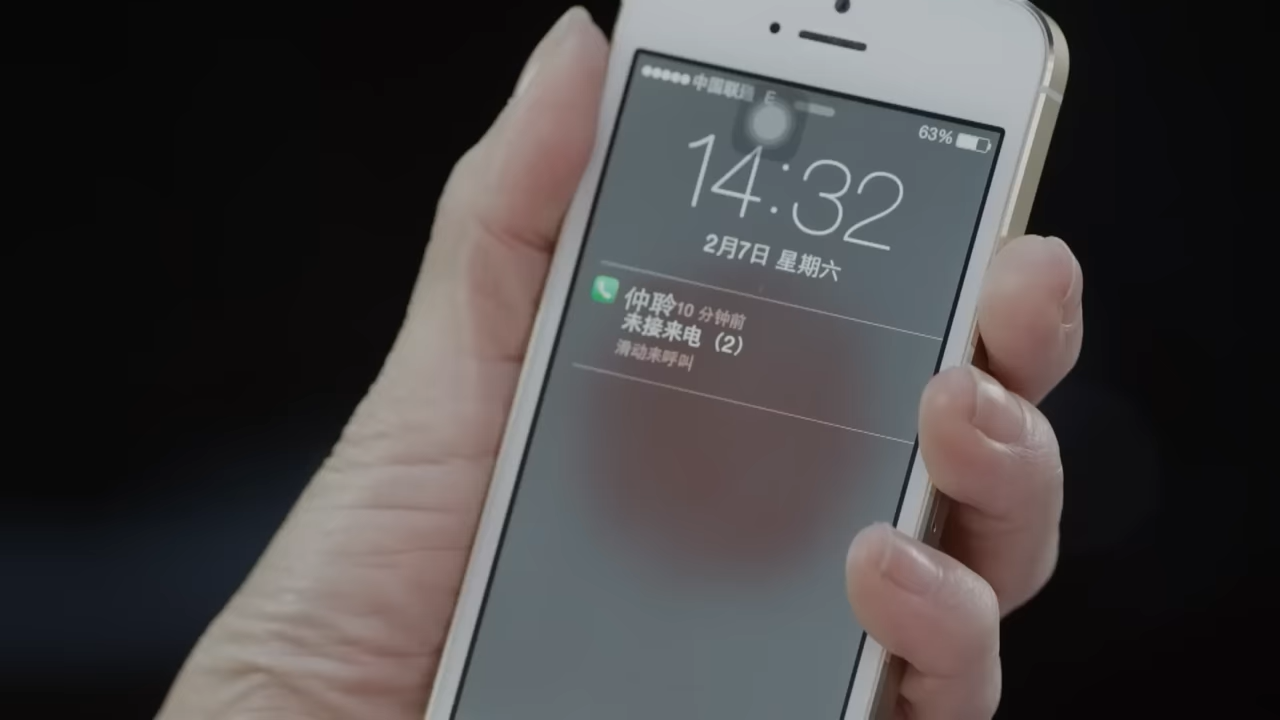 中国联通 E
63%
14:32
2月7日 星期六
仲聆 10 分钟前
未接来电（2）
滑动来呼叫